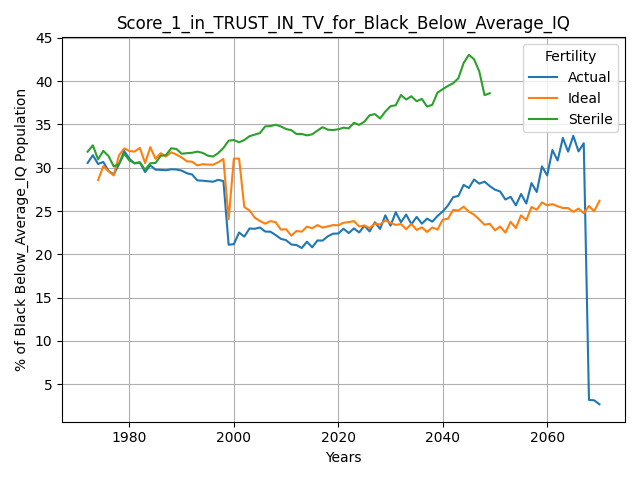 Score_1_in_TRUST_IN_TV_for_Black_Below_Average_IQ
% of Black Below_Average_IQ Population
45
40
35
30
25
20
15
10
5
Fertility
Actual
Ideal
Sterile
1980 2000 2020 2040 2060
Years